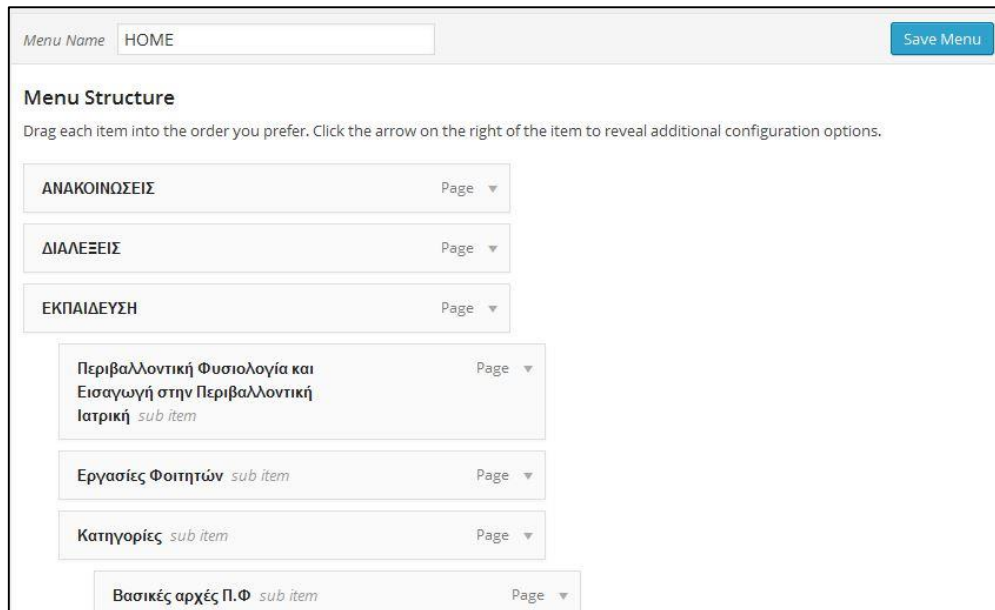 Menu Name HOME Save Menu
Menu Structure
Drag each item into the order you prefer. Click the arrow on the right of the item to reveal additional configuration options.
ΑΝΑΚΟΙΝΩΣΕΙΣ Page
ΔΙΑΛΕΞΕΙΣ Page
ΕΚΠΑΙΔΕΥΣΗ Page
Περιβαλλοντική Φυσιολογία και Page
Εισαγωγή στην Περιβαλλοντική
Ιατρική sub item
Εργασίες Φοιτητών sub item Page
Κατηγορίες sub item Page
Βασικές αρχές Π.Φ sub item Page